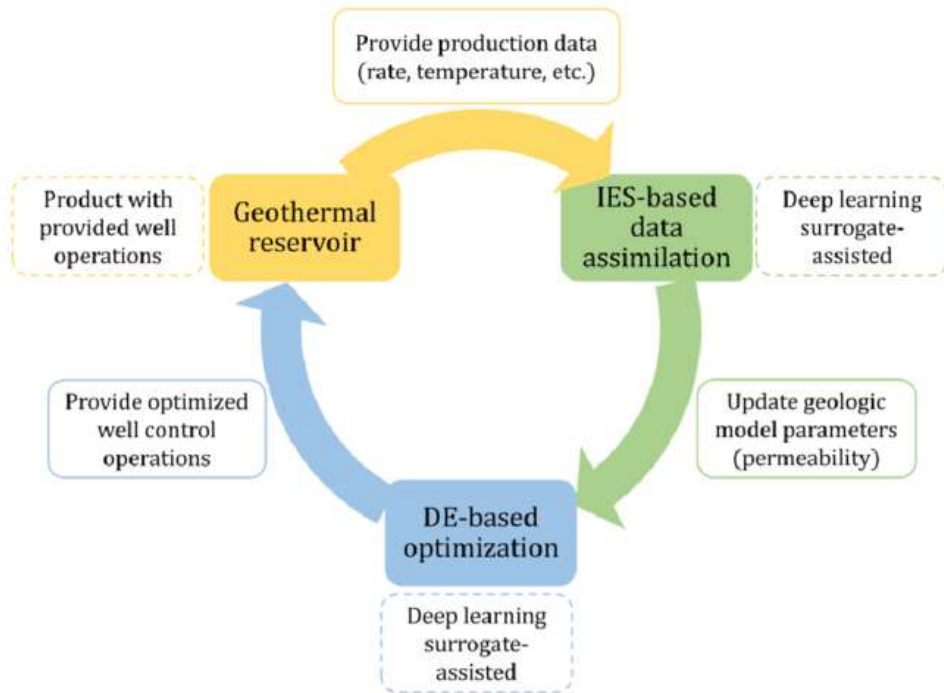 Provide production data
(rate, temperature, etc.)
Product with
provided well
operations
Geothermal
reservoir
IES-based
data
assimilation
Deep learning
surrogate-
assisted
Provide optimized
well control
operations
Update geologic
model parameters
(permeability)
DE-based
optimization
Deep learning
surrogate-
assisted